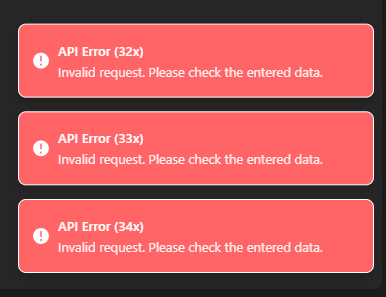 API Error (32x)
Invalid request. Please check the entered data.
API Error (33x)
Invalid request. Please check the entered data.
API Error (34x)
Invalid request. Please check the entered data.